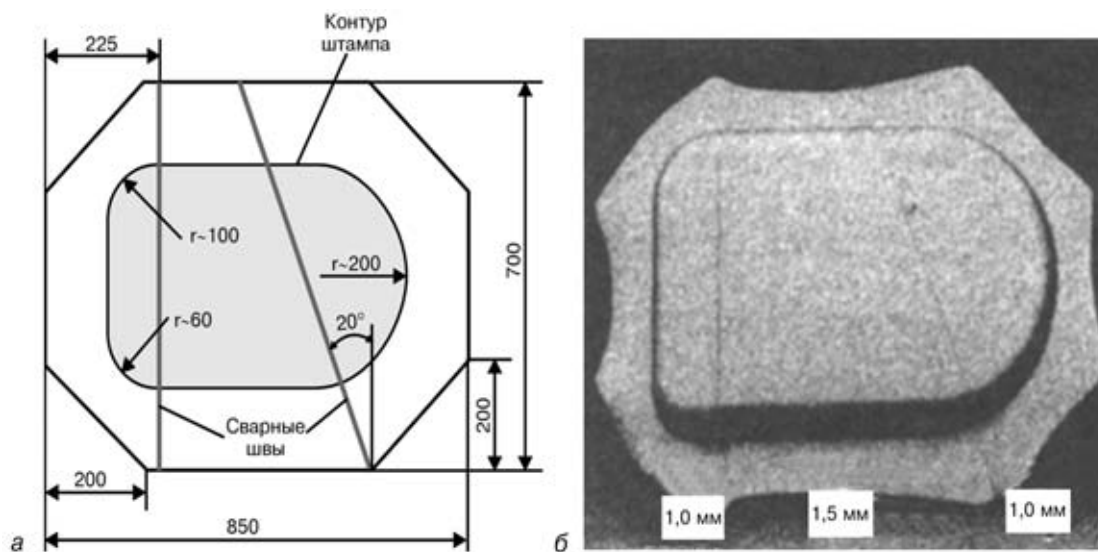 Контур
штампа
225
r~100
r~200
r~60
20°
700
200
Сварные
швы
200
850
а
б
1,0 мм
1,5 мм
1,0 мм